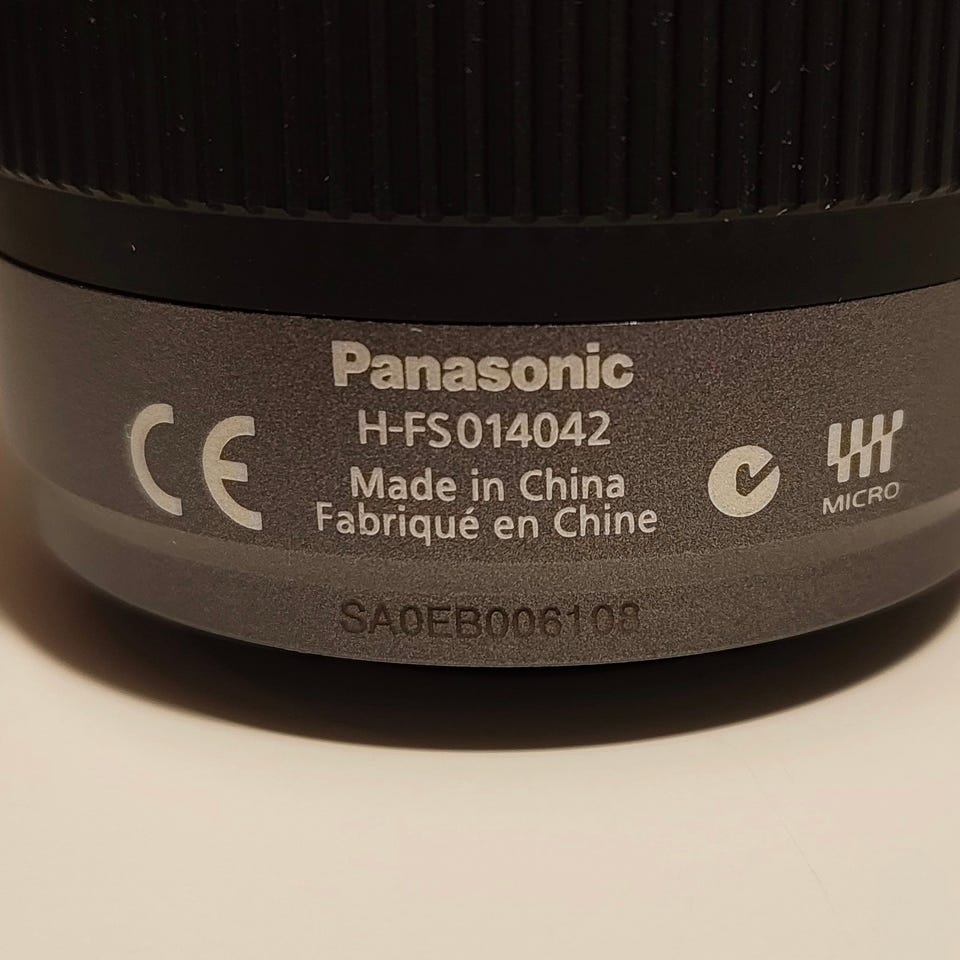 Panasonic
H-FS014042
CE
Made in China
Fabriqué en Chine
MICRO
SA0EB006108